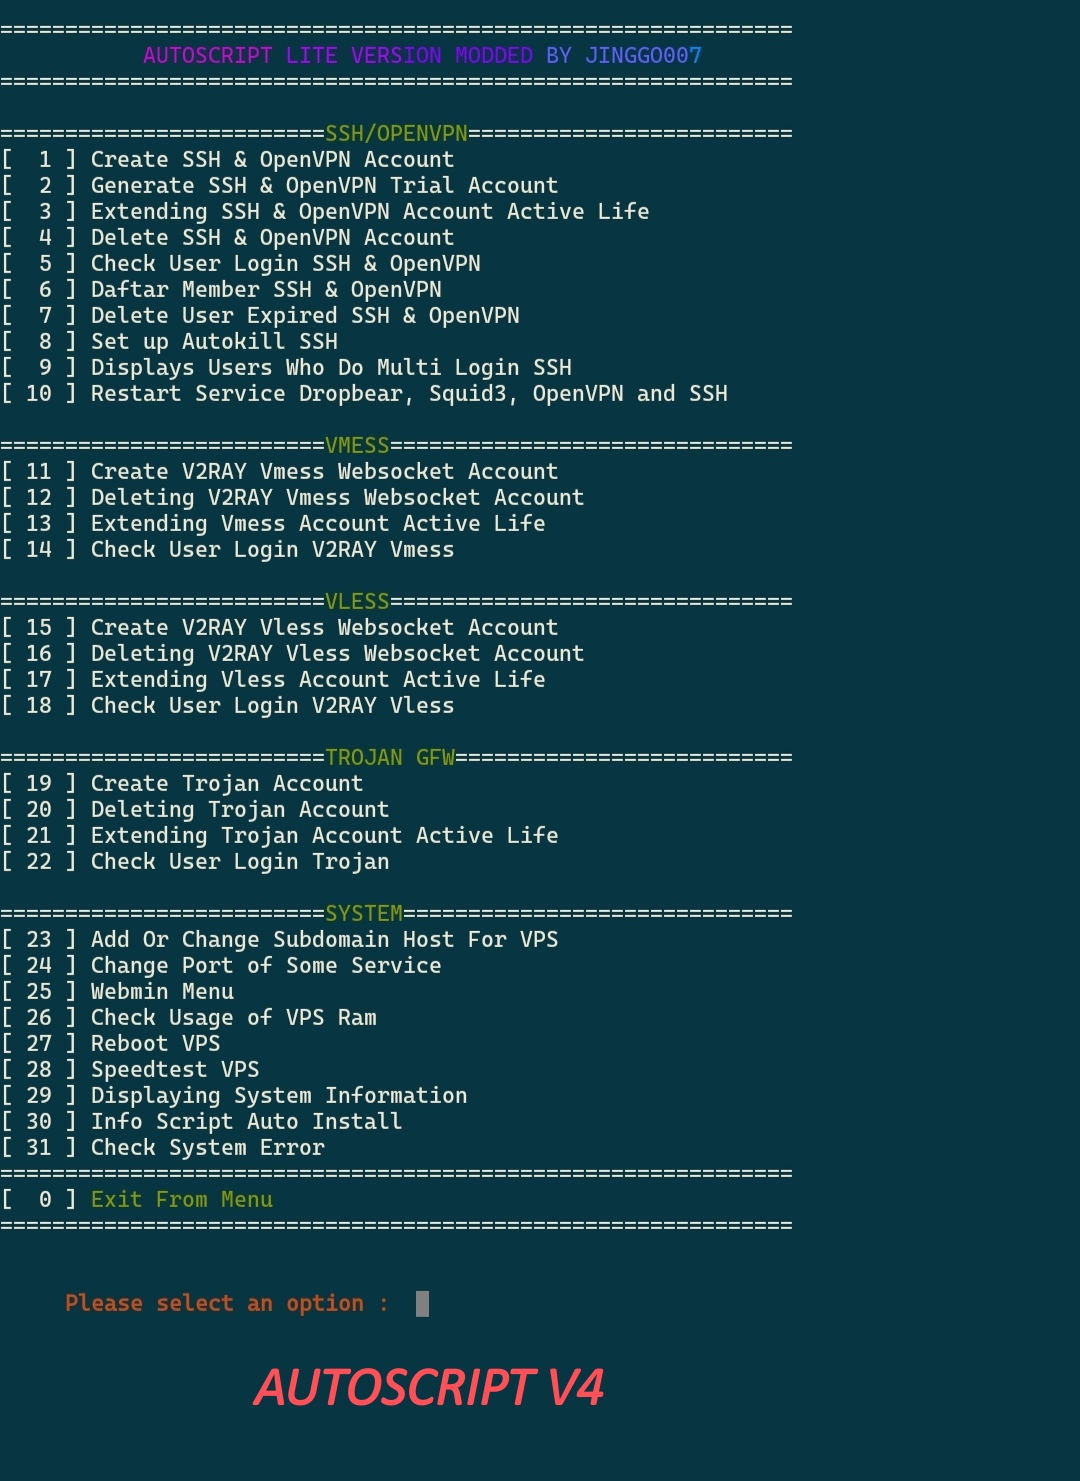 =============================================================
AUTOSCRIPT LITE VERSION MODDED BY JINGGO007
=============================================================
=========================SSH/OPENVPN=========================
[  1 ] Create SSH & OpenVPN Account
[  2 ] Generate SSH & OpenVPN Trial Account
[  3 ] Extending SSH & OpenVPN Account Active Life
[  4 ] Delete SSH & OpenVPN Account
[  5 ] Check User Login SSH & OpenVPN
[  6 ] Daftar Member SSH & OpenVPN
[  7 ] Delete User Expired SSH & OpenVPN
[  8 ] Set up Autokill SSH
[  9 ] Displays Users Who Do Multi Login SSH
[ 10 ] Restart Service Dropbear, Squid3, OpenVPN and SSH
=========================VMESS===============================
[ 11 ] Create V2RAY Vmess Websocket Account
[ 12 ] Deleting V2RAY Vmess Websocket Account
[ 13 ] Extending Vmess Account Active Life
[ 14 ] Check User Login V2RAY Vmess
=========================VLESS===============================
[ 15 ] Create V2RAY Vless Websocket Account
[ 16 ] Deleting V2RAY Vless Websocket Account
[ 17 ] Extending Vless Account Active Life
[ 18 ] Check User Login V2RAY Vless
=========================TROJAN GFW==========================
[ 19 ] Create Trojan Account
[ 20 ] Deleting Trojan Account
[ 21 ] Extending Trojan Account Active Life
[ 22 ] Check User Login Trojan
=========================SYSTEM==============================
[ 23 ] Add Or Change Subdomain Host For VPS
[ 24 ] Change Port of Some Service
[ 25 ] Webmin Menu
[ 26 ] Check Usage of VPS Ram
[ 27 ] Reboot VPS
[ 28 ] Speedtest VPS
[ 29 ] Displaying System Information
[ 30 ] Info Script Auto Install
[ 31 ] Check System Error
=============================================================
[  0 ] Exit From Menu
=============================================================
Please select an option :
AUTOSCRIPT V4